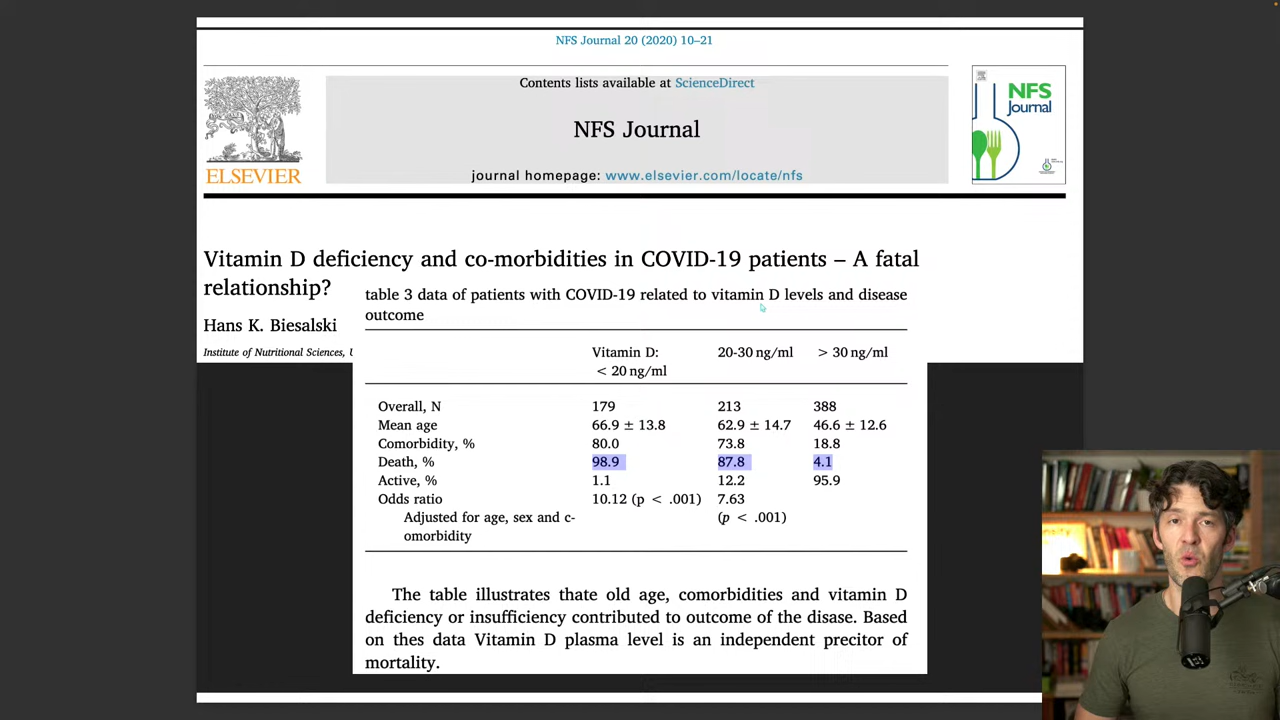 NFS Journal 20 (2020) 10–21
Contents lists available at ScienceDirect
NFS Journal
journal homepage: www.elsevier.com/locate/nfs
ELSEVIER
NFS
Journal
Vitamin D deficiency and co-morbidities in COVID-19 patients – A fatal
relationship?
Hans K. Biesalski
Institute of Nutritional Sciences, U
table 3 data of patients with COVID-19 related to vitamin D levels and disease
outcome
Vitamin D: 20-30 ng/ml > 30 ng/ml
< 20 ng/ml
Overall, N 179 213 388
Mean age 66.9 ± 13.8 62.9 ± 14.7 46.6 ± 12.6
Comorbidity, % 80.0 73.8 18.8
Death, % 98.9 87.8 4.1
Active, % 1.1 12.2 95.9
Odds ratio 10.12 (p < .001) 7.63
Adjusted for age, sex and c- (p < .001)
omorbidity
The table illustrates thate old age, comorbidities and vitamin D
deficiency or insufficiency contributed to outcome of the disase. Based
on thes data Vitamin D plasma level is an independent precitor of
mortality.